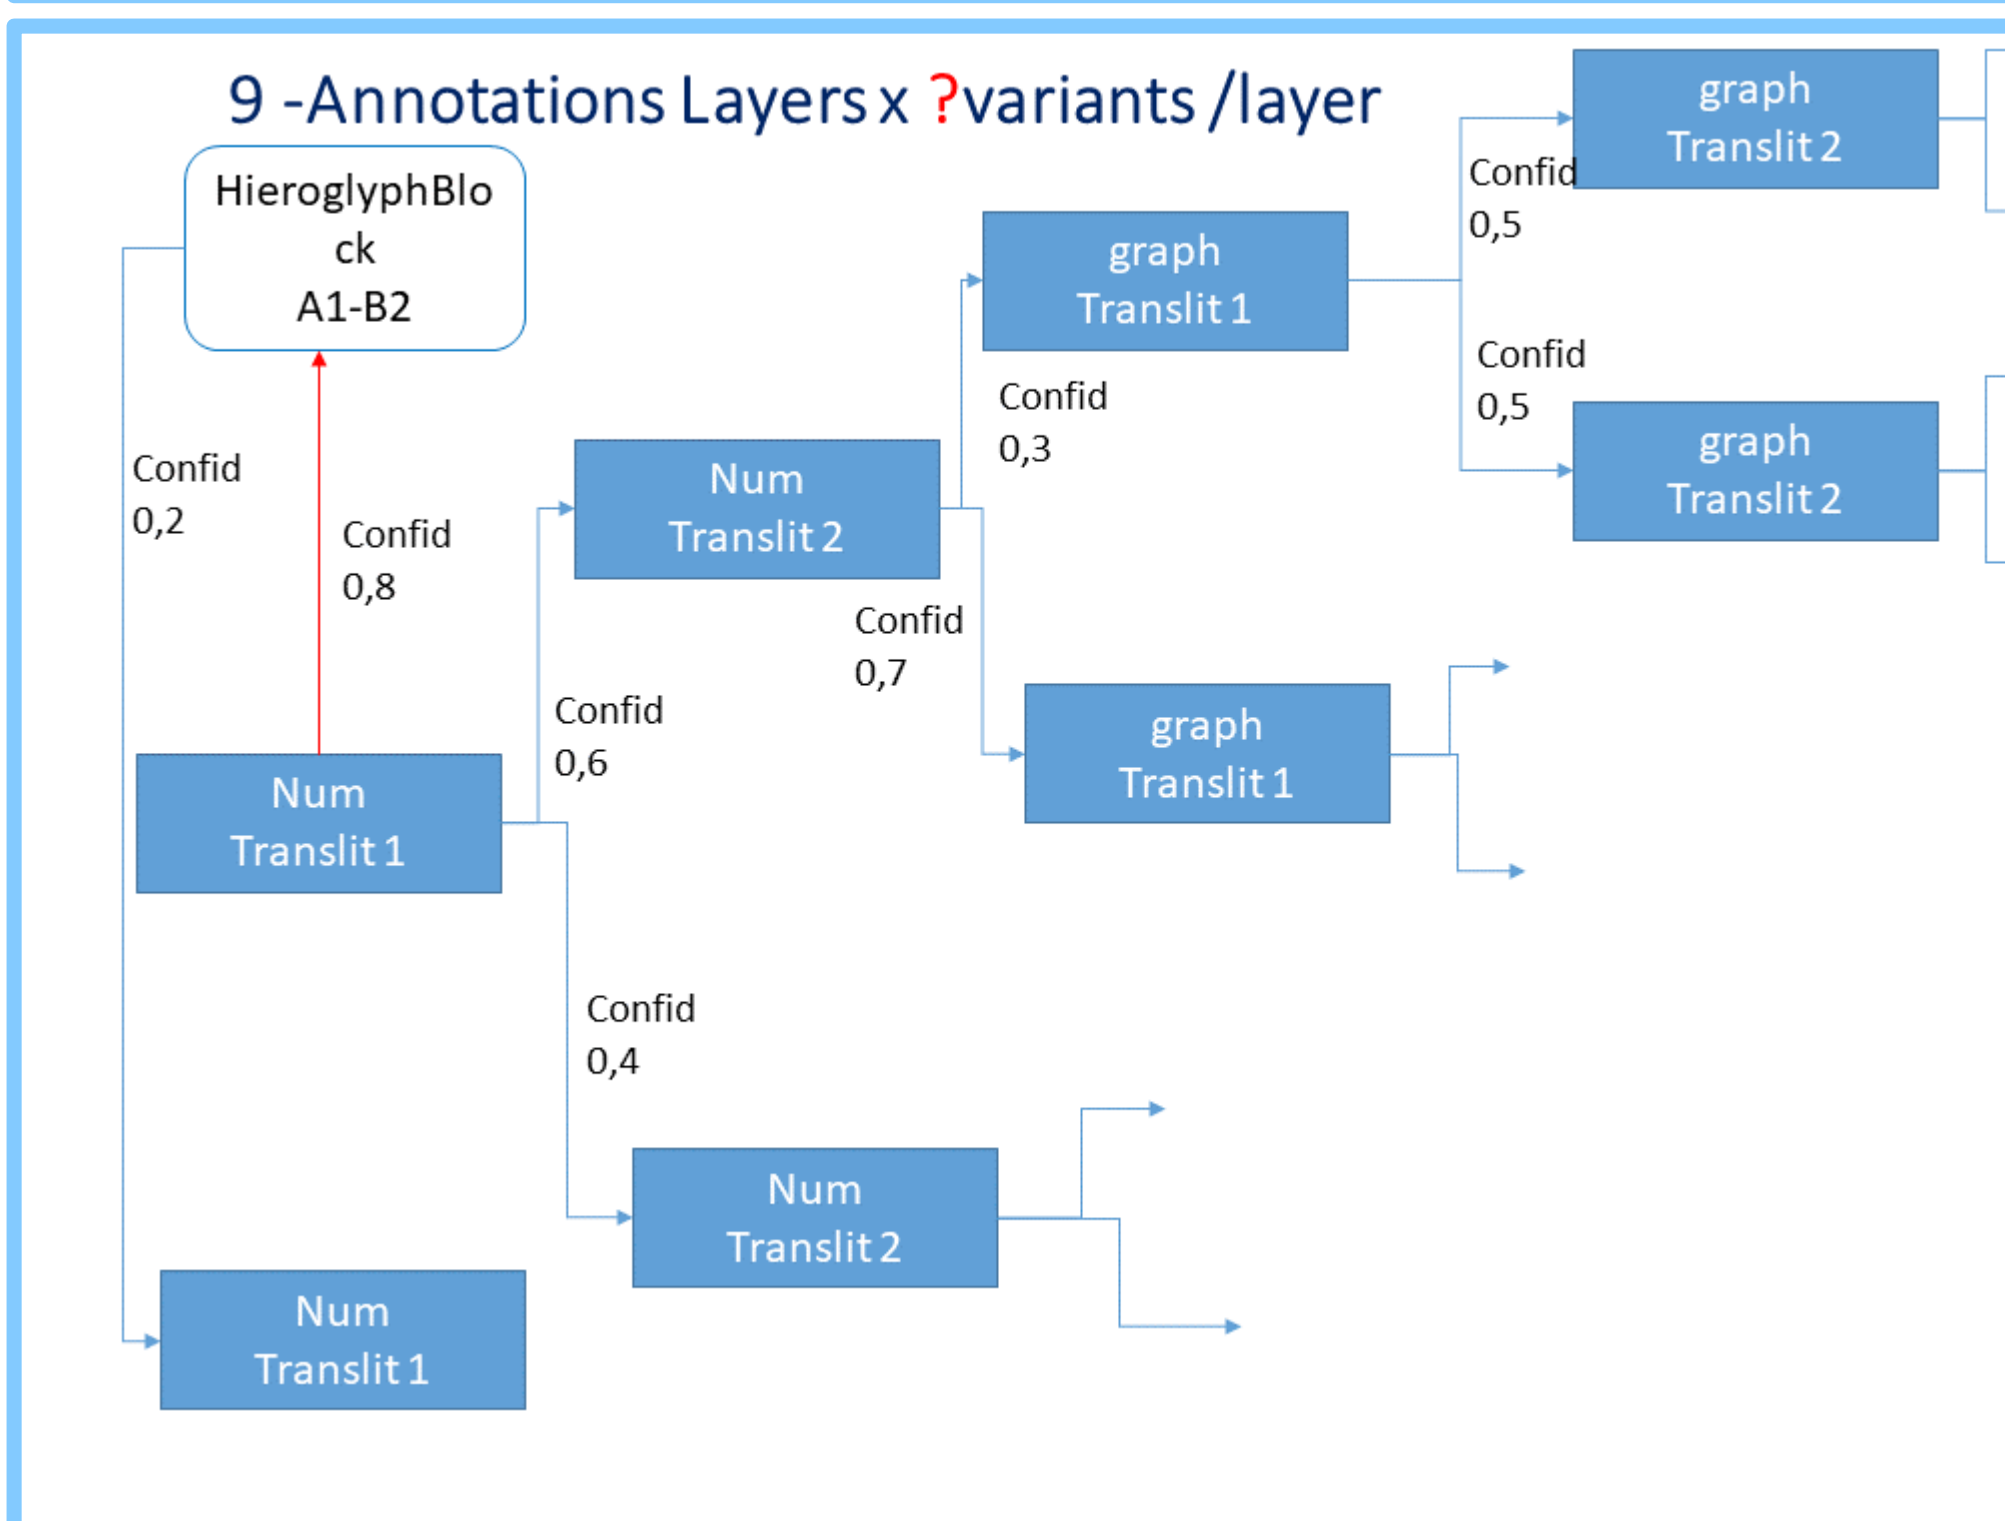 9 -Annotations Layers x ?variants /layer
HieroglyphBlo
ck
A1-B2
graph
Translit 2
Confid
0,5
graph
Translit 1
Confid
0,5
graph
Translit 2
Confid
0,3
Confid
0,2
Confid
0,8
Num
Translit 2
Confid
0,7
Confid
0,6
graph
Translit 1
Num
Translit 1
Confid
0,4
Num
Translit 2
Num
Translit 1